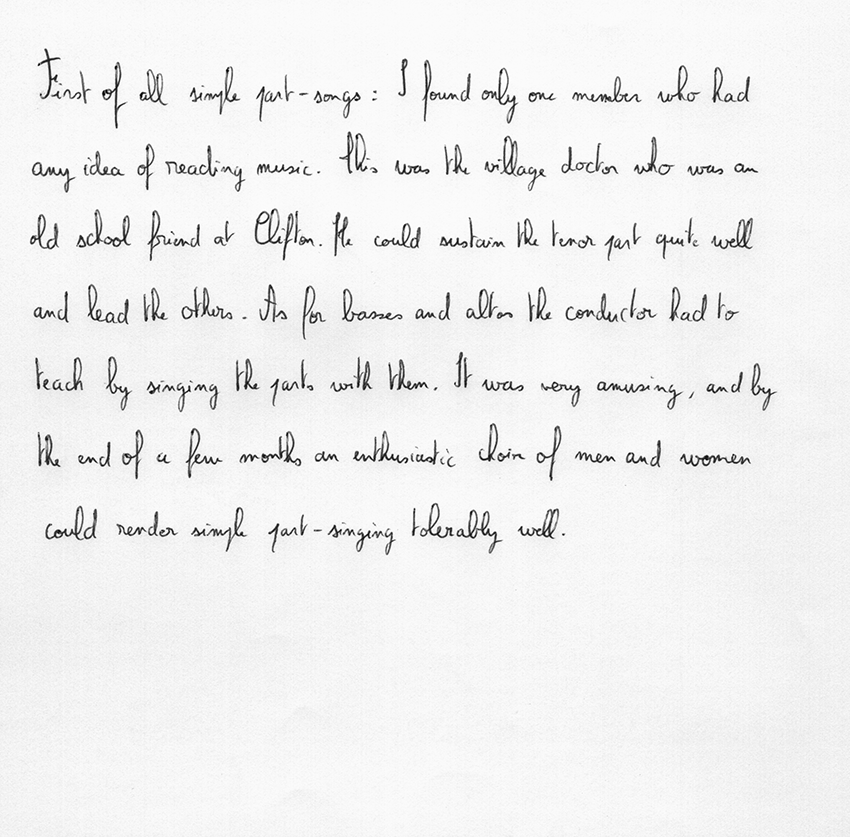 First of all simple part-songs: I found only one member who had
any idea of reading music. This was the village doctor who was an
old school friend at Clifton. He could sustain the tenor part quite well
and lead the others. As for basses and altos the conductor had to
teach by singing the parts with them. It was very amusing, and by
the end of a few months an enthusiastic choir of men and women
could render simple part-singing tolerably well.